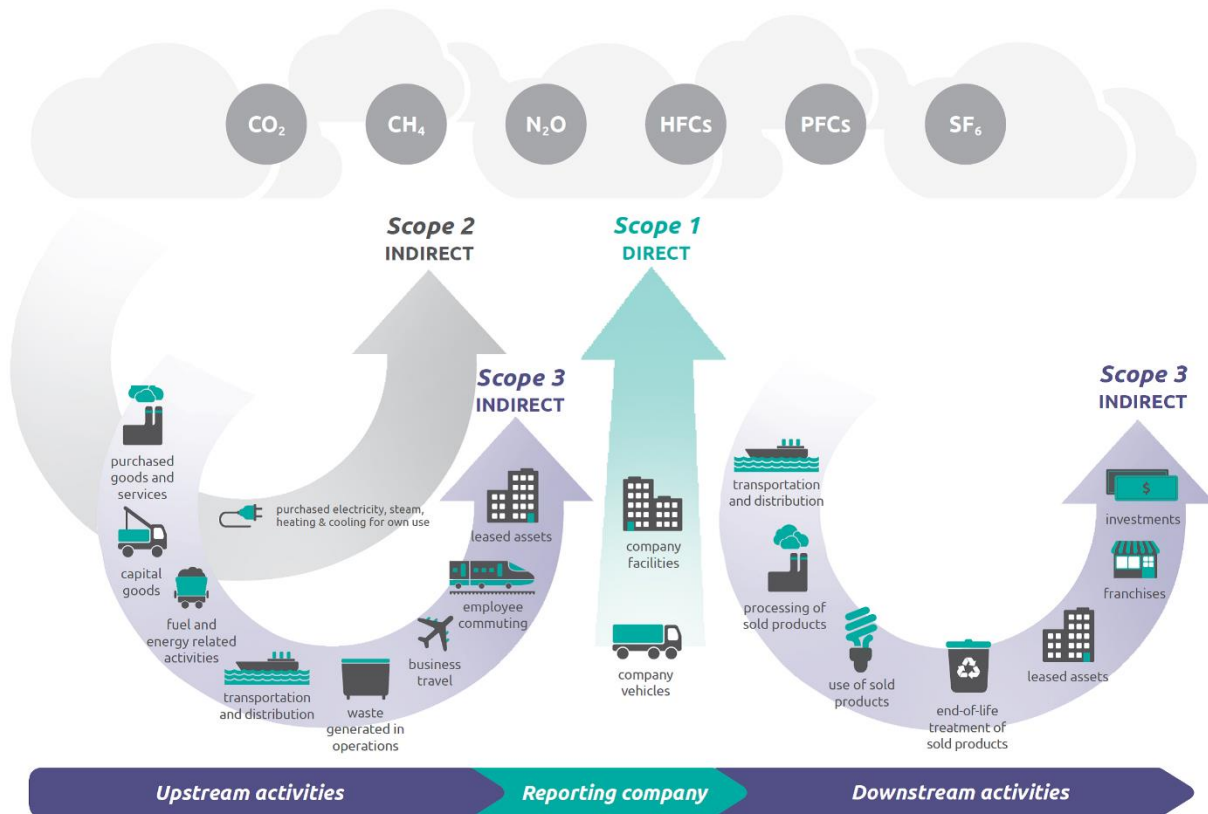 CO₂
CH₄
N₂O
HFCs
PFCs
SF₆
Scope 2
INDIRECT
Scope 1
DIRECT
Scope 3
INDIRECT
Scope 3
INDIRECT
purchased
goods and
services
capital
goods
fuel and
energy related
activities
purchased electricity, steam,
heating & cooling for own use
transportation
and distribution
waste
generated in
operations
business
travel
employee
commuting
leased assets
company
facilities
company
vehicles
transportation
and distribution
processing of
sold products
use of sold
products
end-of-life
treatment of
sold products
leased assets
franchises
$
investments
Upstream activities
Reporting company
Downstream activities